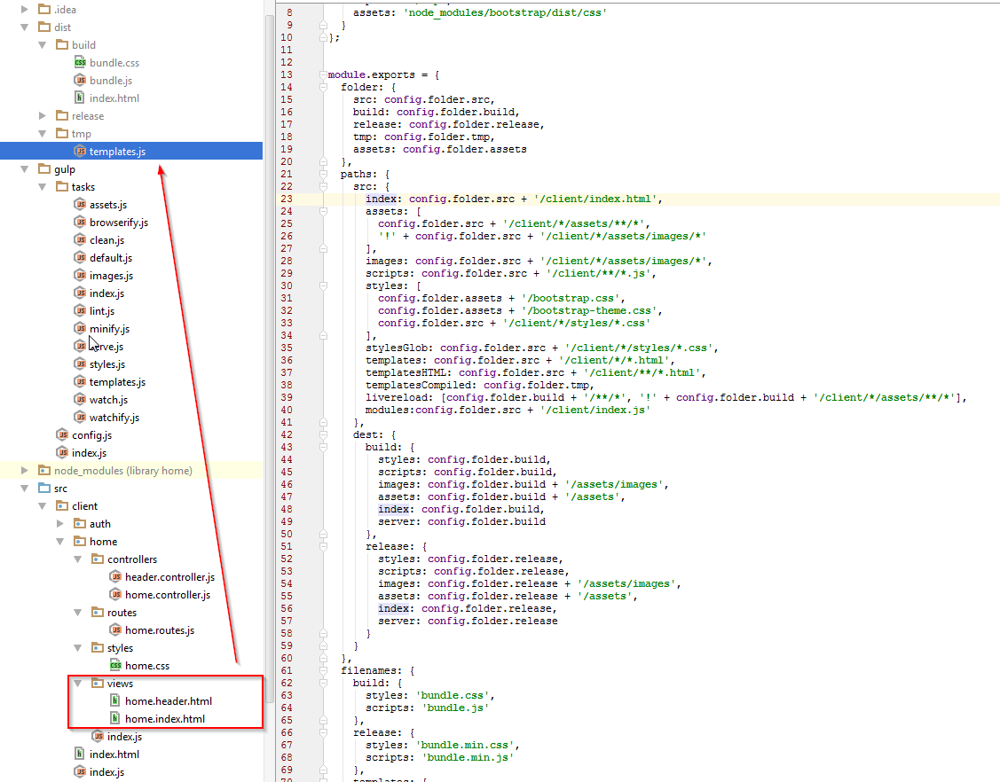 .idea
dist
build
bundle.css
bundle.js
index.html
release
tmp
templates.js
gulp
tasks
assets.js
browserify.js
clean.js
default.js
images.js
index.js
lint.js
minify.js
erve.js
styles.js
templates.js
watch.js
watchify.js
config.js
index.js
node_modules (library home)
src
client
auth
home
controllers
header.controller.js
home.controller.js
routes
home.routes.js
styles
home.css
views
home.header.html
home.index.html
index.js
index.html
index.js
8 assets: 'node_modules/bootstrap/dist/css'
9 }
10 };
11
12
13 module.exports = {
14 folder: {
15 src: config.folder.src,
16 build: config.folder.build,
17 release: config.folder.release,
18 tmp: config.folder.tmp,
19 assets: config.folder.assets
20 },
21 paths: {
22 src: {
23 index: config.folder.src + '/client/index.html',
24 assets: [
25 config.folder.src + '/client/*/assets/**/*',
26 '!' + config.folder.src + '/client/*/assets/images/*'
27 ],
28 images: config.folder.src + '/client/*/assets/images/*',
29 scripts: config.folder.src + '/client/**/*.js',
30 styles: [
31 config.folder.assets + '/bootstrap.css',
32 config.folder.assets + '/bootstrap-theme.css',
33 config.folder.src + '/client/*/styles/*.css'
34 ],
35 stylesGlob: config.folder.src + '/client/*/styles/*.css',
36 templates: config.folder.src + '/client/*/*.html',
37 templatesHTML: config.folder.src + '/client/**/*.html',
38 templatesCompiled: config.folder.tmp,
39 livereload: [config.folder.build + '/**/*', '!' + config.folder.build + '/client/*/assets/**/*'],
40 modules:config.folder.src + '/client/index.js'
41 },
42 dest: {
43 build: {
44 styles: config.folder.build,
45 scripts: config.folder.build,
46 images: config.folder.build + '/assets/images',
47 assets: config.folder.build + '/assets',
48 index: config.folder.build,
49 server: config.folder.build
50 },
51 release: {
52 styles: config.folder.release,
53 scripts: config.folder.release,
54 images: config.folder.release + '/assets/images',
55 assets: config.folder.release + '/assets',
56 index: config.folder.release,
57 server: config.folder.release
58 }
59 }
60 },
61 filenames: {
62 build: {
63 styles: 'bundle.css',
64 scripts: 'bundle.js'
65 },
66 release: {
67 styles: 'bundle.min.css',
68 scripts: 'bundle.min.js'
69 },
70 templates: {